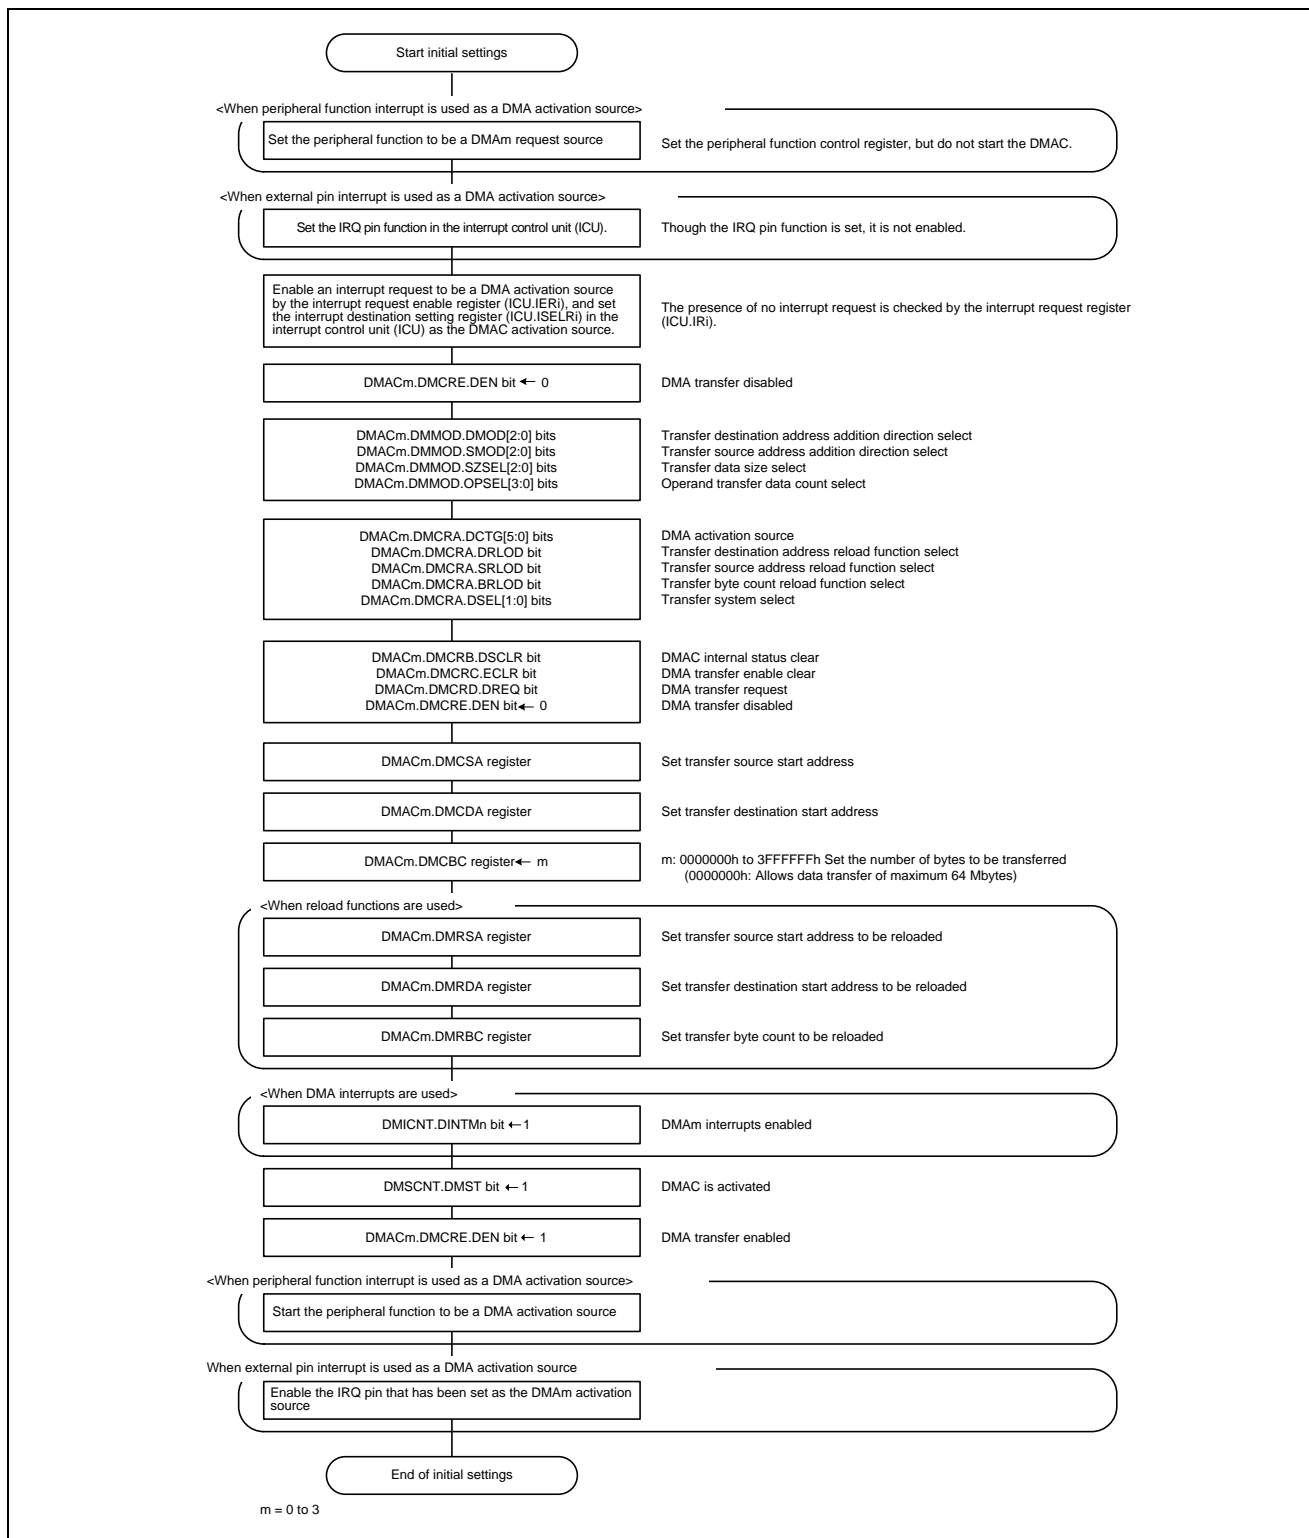 Start initial settings
<When peripheral function interrupt is used as a DMA activation source>
Set the peripheral function to be a DMAm request source
Set the peripheral function control register, but do not start the DMAC.
<When external pin interrupt is used as a DMA activation source>
Set the IRQ pin function in the interrupt control unit (ICU).
Though the IRQ pin function is set, it is not enabled.
Enable an interrupt request to be a DMA activation source
by the interrupt request enable register (ICU.IERi), and set
the interrupt destination setting register (ICU.ISELRi) in the
interrupt control unit (ICU) as the DMAC activation source.
The presence of no interrupt request is checked by the interrupt request register
(ICU.IRi).
DMACm.DMCRE.DEN bit ← 0 DMA transfer disabled
DMACm.DMMOD.DMOD[2:0] bits Transfer destination address addition direction select
DMACm.DMMOD.SMOD[2:0] bits Transfer source address addition direction select
DMACm.DMMOD.SZSEL[2:0] bits Transfer data size select
DMACm.DMMOD.OPSEL[3:0] bits Operand transfer data count select
DMACm.DMCRA.DCTG[5:0] bits DMA activation source
DMACm.DMCRA.DRLOD bit Transfer destination address reload function select
DMACm.DMCRA.SRLOD bit Transfer source address reload function select
DMACm.DMCRA.BRLOD bit Transfer byte count reload function select
DMACm.DMCRA.DSEL[1:0] bits Transfer system select
DMACm.DMCRB.DSCLR bit DMAC internal status clear
DMACm.DMCRC.ECLR bit DMA transfer enable clear
DMACm.DMCRD.DREQ bit DMA transfer request
DMACm.DMCRE.DEN bit← 0 DMA transfer disabled
DMACm.DMCSA register Set transfer source start address
DMACm.DMCDA register Set transfer destination start address
DMACm.DMCBC register← m m: 0000000h to 3FFFFFFh Set the number of bytes to be transferred
(0000000h: Allows data transfer of maximum 64 Mbytes)
<When reload functions are used>
DMACm.DMRSA register Set transfer source start address to be reloaded
DMACm.DMRDA register Set transfer destination start address to be reloaded
DMACm.DMRBC register Set transfer byte count to be reloaded
<When DMA interrupts are used>
DMICNT.DINTMn bit ←1 DMAm interrupts enabled
DMSCNT.DMST bit ← 1 DMAC is activated
DMACm.DMCRE.DEN bit ← 1 DMA transfer enabled
<When peripheral function interrupt is used as a DMA activation source>
Start the peripheral function to be a DMA activation source
When external pin interrupt is used as a DMA activation source
Enable the IRQ pin that has been set as the DMAm activation
source
End of initial settings
m = 0 to 3